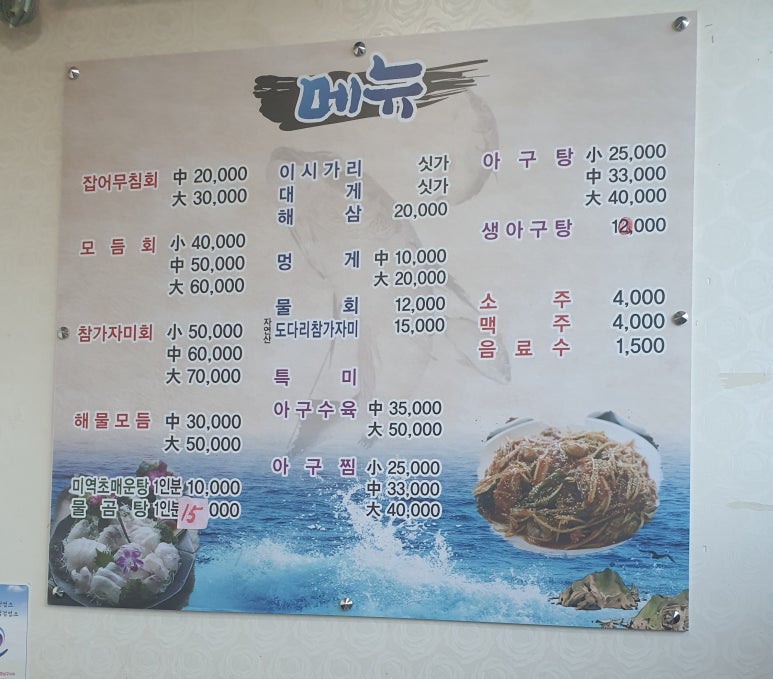 메뉴
잡어무침회 中 20,000
大 30,000
모듬회 小 40,000
中 50,000
大 60,000
참가자미회 小 50,000
中 60,000
大 70,000
해물모듬 中 30,000
大 50,000
미역초매운탕 1인분 10,000
물곰탕 1인분 15,000
이시가리 싯가
대게 싯가
해삼 20,000
멍게 中 10,000
大 20,000
물회 12,000
자연산 도다리참가자미 15,000
특미
아구수육 中 35,000
大 50,000
아구찜 小 25,000
中 33,000
大 40,000
아구탕 小 25,000
中 33,000
大 40,000
생아구탕 12,000
소주 4,000
맥주 4,000
음료수 1,500